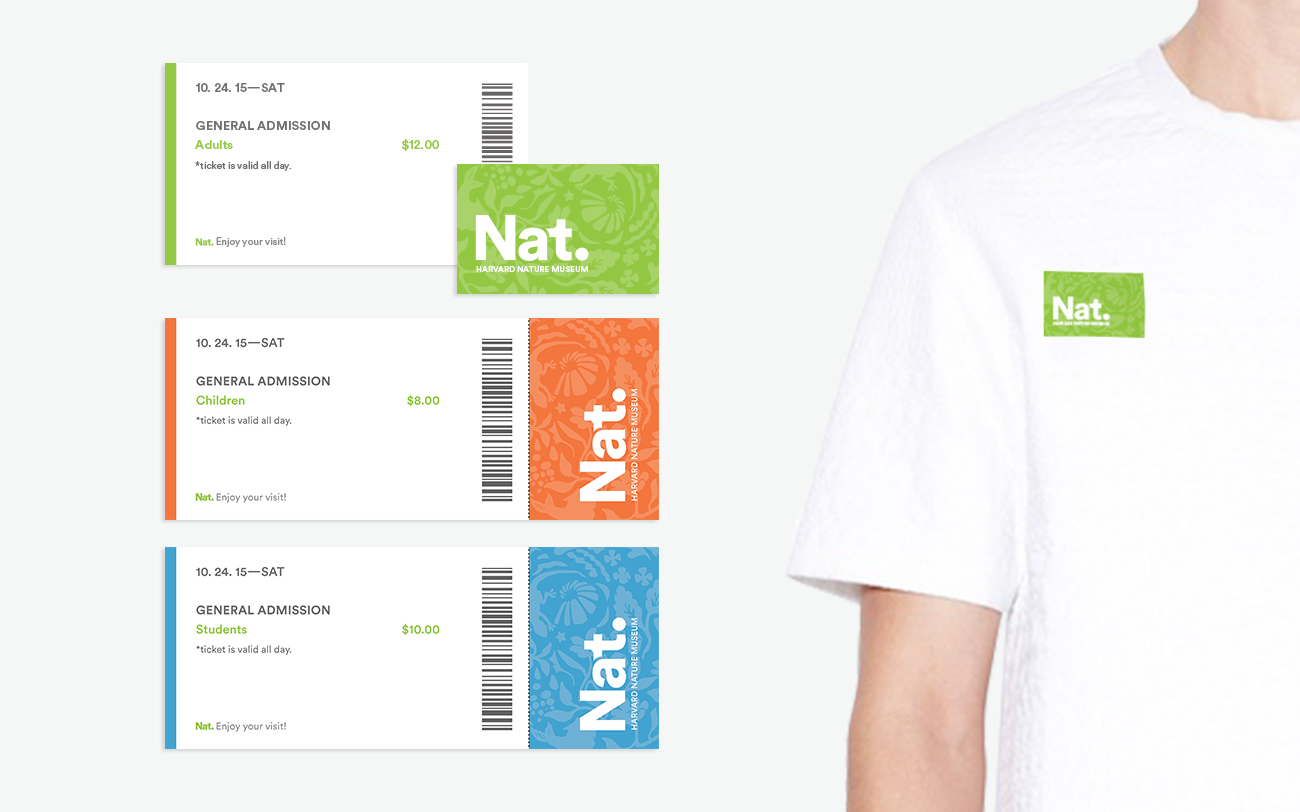 10. 24. 15—SAT
GENERAL ADMISSION
Adults $12.00
*ticket is valid all day.
Nat. Enjoy your visit!
Nat.
HARVARD NATURE MUSEUM
10. 24. 15—SAT
GENERAL ADMISSION
Children $8.00
*ticket is valid all day.
Nat. Enjoy your visit!
Nat.
HARVARD NATURE MUSEUM
10. 24. 15—SAT
GENERAL ADMISSION
Students $10.00
*ticket is valid all day.
Nat. Enjoy your visit!
Nat.
HARVARD NATURE MUSEUM
Nat.
HARVARD NATURE MUSEUM